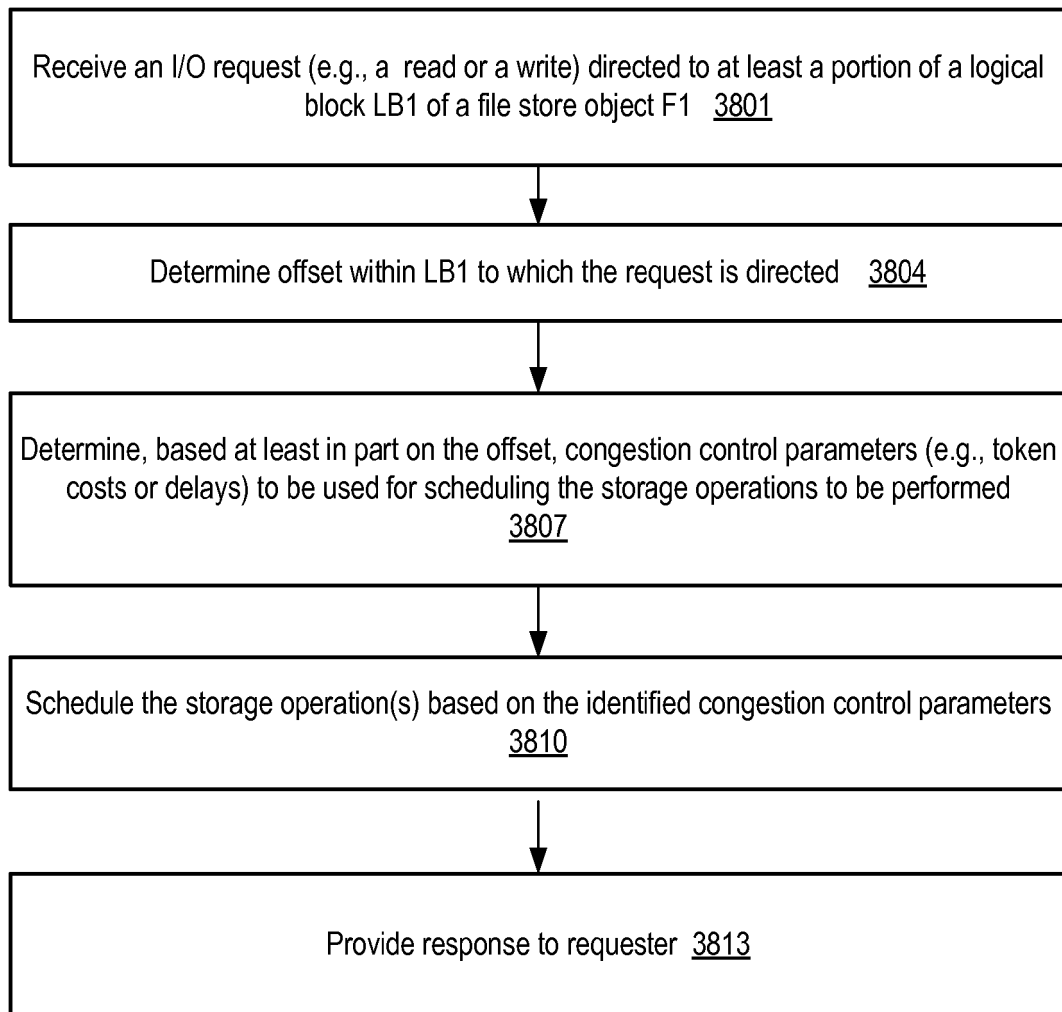 Receive an I/O request (e.g., a read or a write) directed to at least a portion of a logical
block LB1 of a file store object F1 3801
Determine offset within LB1 to which the request is directed 3804
Determine, based at least in part on the offset, congestion control parameters (e.g., token
costs or delays) to be used for scheduling the storage operations to be performed
3807
Schedule the storage operation(s) based on the identified congestion control parameters
3810
Provide response to requester 3813